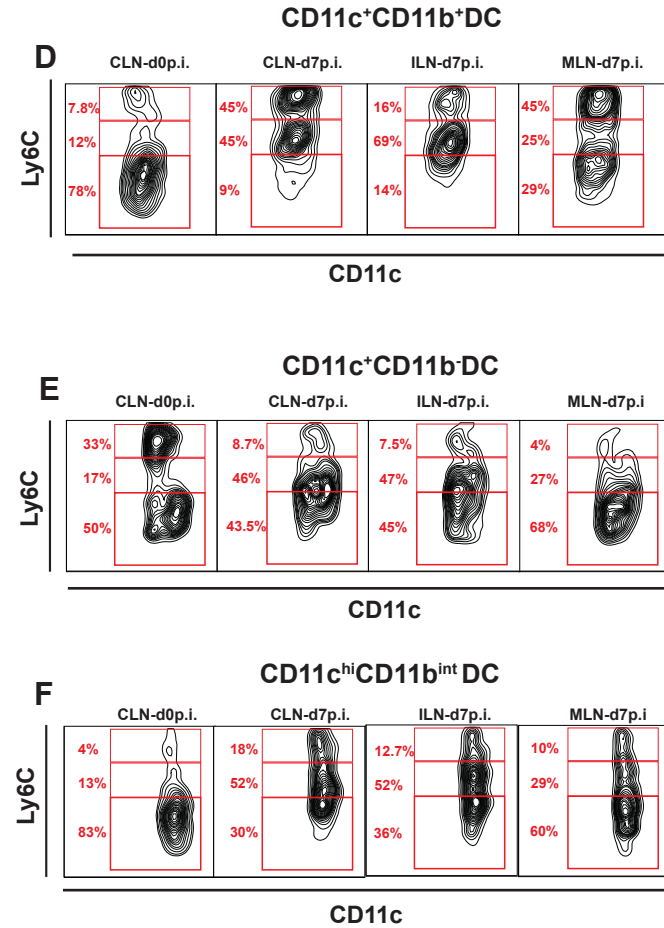 CD11c⁺CD11b⁺DC
D
CLN-d0p.i. CLN-d7p.i. ILN-d7p.i. MLN-d7p.i.
Ly6C
7.8% 45% 16% 45%
12% 45% 69% 25%
78% 9% 14% 29%
CD11c
CD11c⁺CD11b⁻DC
E
CLN-d0p.i. CLN-d7p.i. ILN-d7p.i. MLN-d7p.i
Ly6C
33% 8.7% 7.5% 4%
17% 46% 47% 27%
50% 43.5% 45% 68%
CD11c
CD11cʰⁱCD11bⁱⁿᵗ DC
F
CLN-d0p.i. CLN-d7p.i. ILN-d7p.i. MLN-d7p.i
Ly6C
4% 18% 12.7% 10%
13% 52% 52% 29%
83% 30% 36% 60%
CD11c